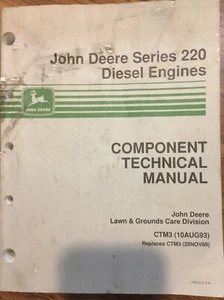 John Deere Series 220
Diesel Engines
JOHN DEERE
COMPONENT
TECHNICAL
MANUAL
John Deere
Lawn & Grounds Care Division
CTM3 (10AUG93)
Replaces CTM3 (28NOV89)